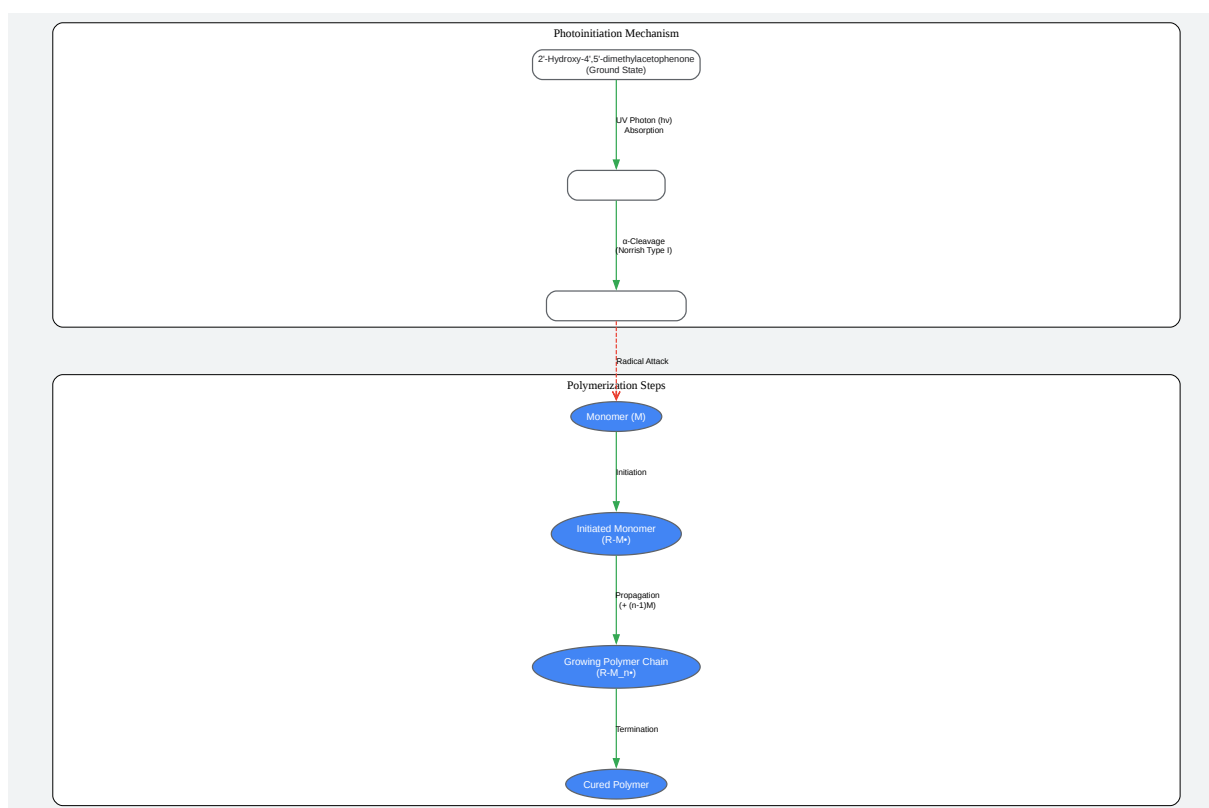 Photoinitiation Mechanism
2'-Hydroxy-4',5'-dimethylacetophenone
(Ground State)
UV Photon (hν)
Absorption
α-Cleavage
(Norrish Type I)
Radical Attack
Polymerization Steps
Monomer (M)
Initiation
Initiated Monomer
(R-M•)
Propagation
(+ (n-1)M)
Growing Polymer Chain
(R-M_n•)
Termination
Cured Polymer